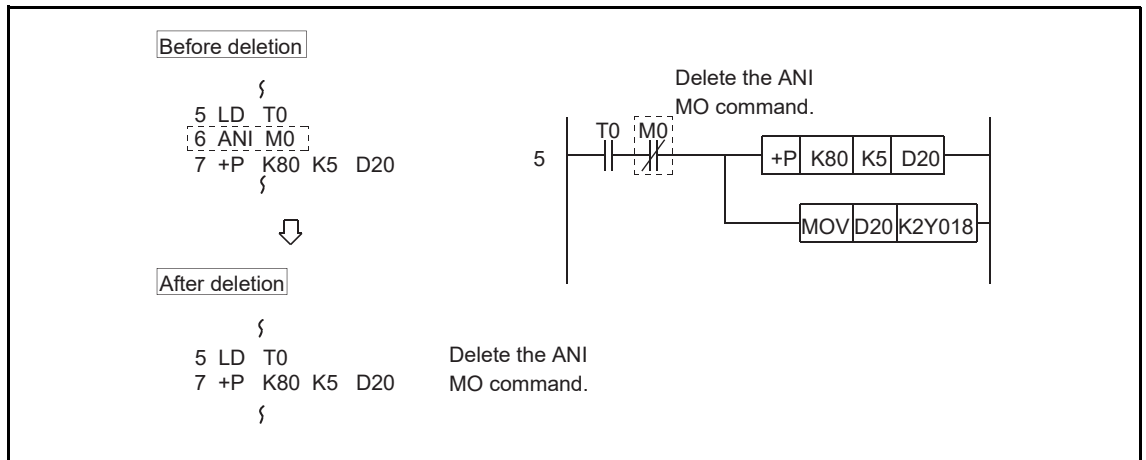 Before deletion
5 LD T0
6 ANI M0
7 +P K80 K5 D20
Delete the ANI
MO command.
T0 M0
5
+P K80 K5 D20
MOV D20 K2Y018
After deletion
5 LD T0
7 +P K80 K5 D20
Delete the ANI
MO command.